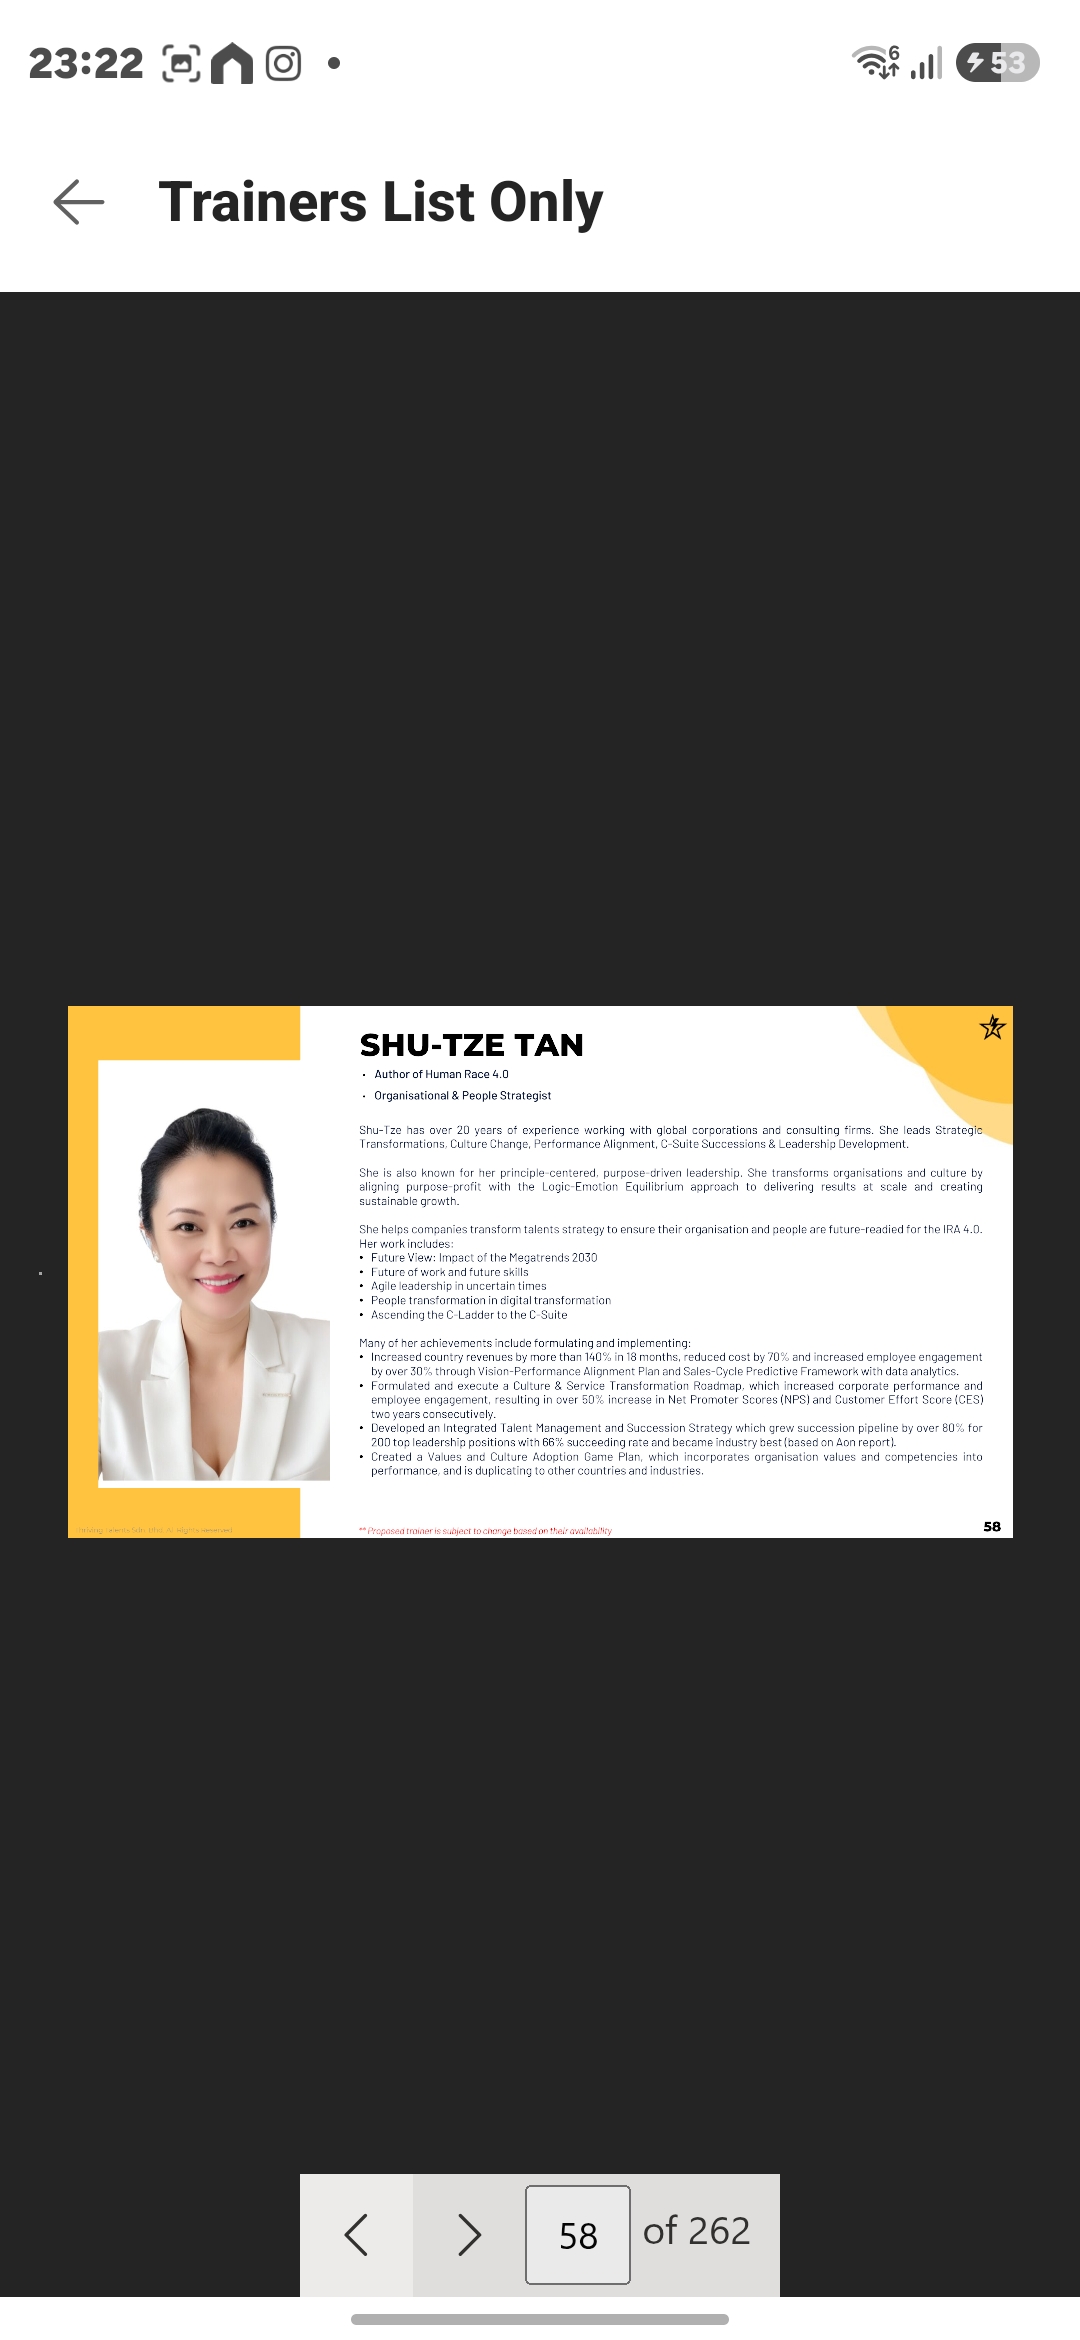 23:22
6
53
Trainers List Only
SHU-TZE TAN
• Author of Human Race 4.0
• Organisational & People Strategist
Shu-Tze has over 20 years of experience working with global corporations and consulting firms. She leads Strategic
Transformations, Culture Change, Performance Alignment, C-Suite Successions & Leadership Development.
She is also known for her principle-centered, purpose-driven leadership. She transforms organisations and culture by
aligning purpose-profit with the Logic-Emotion Equilibrium approach to delivering results at scale and creating
sustainable growth.
She helps companies transform talents strategy to ensure their organisation and people are future-readied for the IRA 4.0.
Her work includes:
• Future View: Impact of the Megatrends 2030
• Future of work and future skills
• Agile leadership in uncertain times
• People transformation in digital transformation
• Ascending the C-Ladder to the C-Suite
Many of her achievements include formulating and implementing:
• Increased country revenues by more than 140% in 18 months, reduced cost by 70% and increased employee engagement
by over 30% through Vision-Performance Alignment Plan and Sales-Cycle Predictive Framework with data analytics.
• Formulated and execute a Culture & Service Transformation Roadmap, which increased corporate performance and
employee engagement, resulting in over 50% increase in Net Promoter Scores (NPS) and Customer Effort Score (CES)
two years consecutively.
• Developed an Integrated Talent Management and Succession Strategy which grew succession pipeline by over 80% for
200 top leadership positions with 66% succeeding rate and became industry best (based on Aon report).
• Created a Values and Culture Adoption Game Plan, which incorporates organisation values and competencies into
performance, and is duplicating to other countries and industries.
Thriving Talents Sdn Bhd. All Rights Reserved
** Proposed trainer is subject to change based on their availability
58
58 of 262